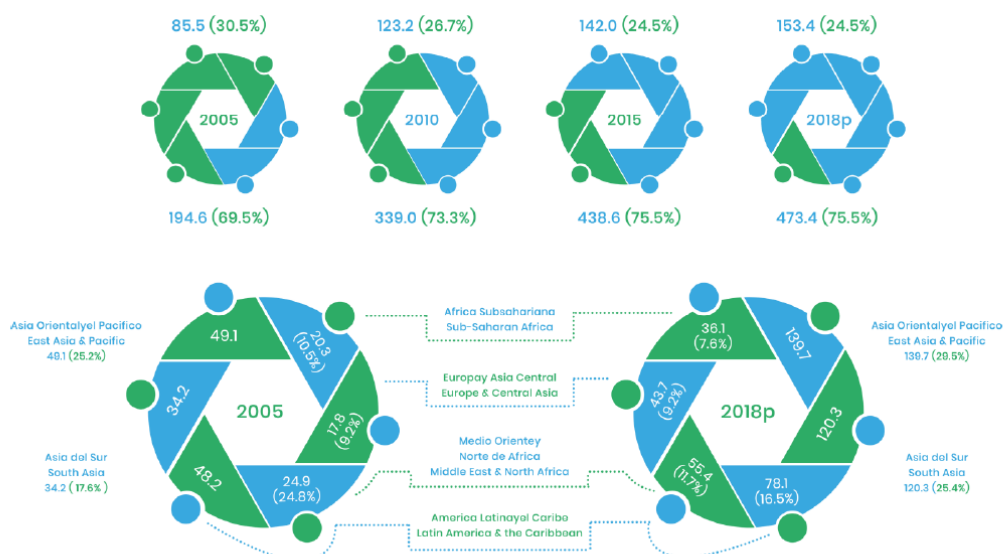 85.5 (30.5%)
123.2 (26.7%)
142.0 (24.5%)
153.4 (24.5%)
2005
2010
2015
2018p
194.6 (69.5%)
339.0 (73.3%)
438.6 (75.5%)
473.4 (75.5%)
Asia Orientalyel Pacifico
East Asia & Pacific
49.1 (25.2%)
Asia del Sur
South Asia
34.2 (17.6%)
49.1
20.3
(10.5%)
34.2
2005
17.8
(9.2%)
48.2
24.9
(24.8%)
Africa Subsahariana
Sub-Saharan Africa
Europay Asia Central
Europe & Central Asia
Medio Orientey
Norte de Africa
Middle East & North Africa
America Latinayel Caribe
Latin America & the Caribbean
36.1
(7.6%)
139.7
43.7
(9.2%)
2018p
120.3
55.4
(11.7%)
78.1
(16.5%)
Asia Orientalyel Pacifico
East Asia & Pacific
139.7 (29.5%)
Asia del Sur
South Asia
120.3 (25.4%)